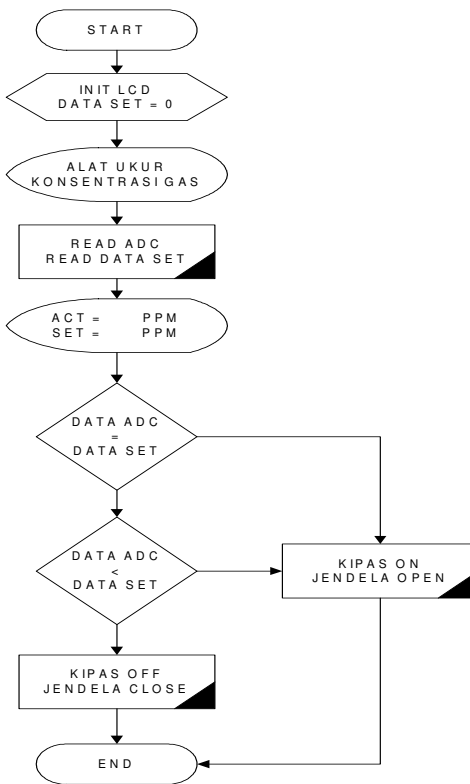 START
INIT LCD
DATA SET = 0
ALAT UKUR
KONSENTRASI GAS
READ ADC
READ DATA SET
ACT = PPM
SET = PPM
DATA ADC
=
DATA SET
DATA ADC
<
DATA SET
KIPAS ON
JENDELA OPEN
KIPAS OFF
JENDELA CLOSE
END